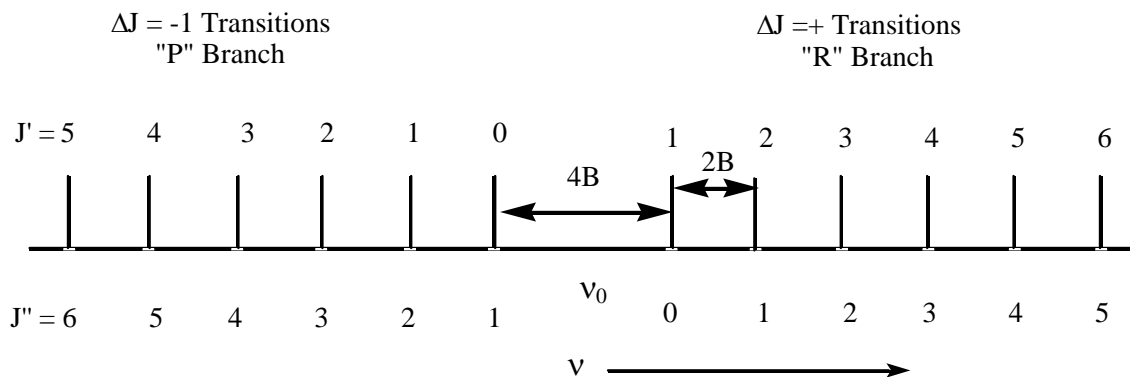 ΔJ = -1 Transitions
"P" Branch
ΔJ =+ Transitions
"R" Branch
J' = 5 4 3 2 1 0 1 2 3 4 5 6
4B
2B
ν₀
J" = 6 5 4 3 2 1 0 1 2 3 4 5
ν